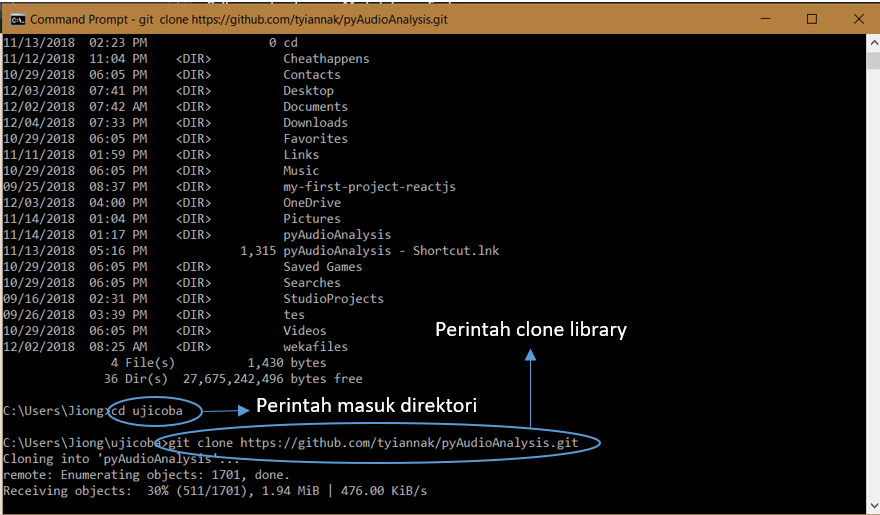 Command Prompt - git  clone https://github.com/tyiannak/pyAudioAnalysis.git
11/13/2018  02:23 PM                 0 cd
11/12/2018  11:04 PM    <DIR>          Cheathappens
10/29/2018  06:05 PM    <DIR>          Contacts
12/03/2018  07:41 PM    <DIR>          Desktop
12/02/2018  07:42 AM    <DIR>          Documents
12/04/2018  07:33 PM    <DIR>          Downloads
10/29/2018  06:05 PM    <DIR>          Favorites
11/11/2018  01:59 PM    <DIR>          Links
10/29/2018  06:05 PM    <DIR>          Music
09/25/2018  08:37 PM    <DIR>          my-first-project-reactjs
12/03/2018  04:00 PM    <DIR>          OneDrive
11/14/2018  01:04 PM    <DIR>          Pictures
11/14/2018  01:17 PM    <DIR>          pyAudioAnalysis
11/13/2018  05:16 PM             1,315 pyAudioAnalysis - Shortcut.lnk
10/29/2018  06:05 PM    <DIR>          Saved Games
10/29/2018  06:05 PM    <DIR>          Searches
09/16/2018  02:31 PM    <DIR>          StudioProjects
09/26/2018  03:39 PM    <DIR>          tes
10/29/2018  06:05 PM    <DIR>          Videos
12/02/2018  08:25 AM    <DIR>          wekafiles
4 File(s)          1,430 bytes
36 Dir(s)  27,675,242,496 bytes free
Perintah clone library
C:\Users\Jiong>cd ujicoba
Perintah masuk direktori
C:\Users\Jiong\ujicoba>git clone https://github.com/tyiannak/pyAudioAnalysis.git
Cloning into 'pyAudioAnalysis'...
remote: Enumerating objects: 1701, done.
Receiving objects:  30% (511/1701), 1.94 MiB | 476.00 KiB/s